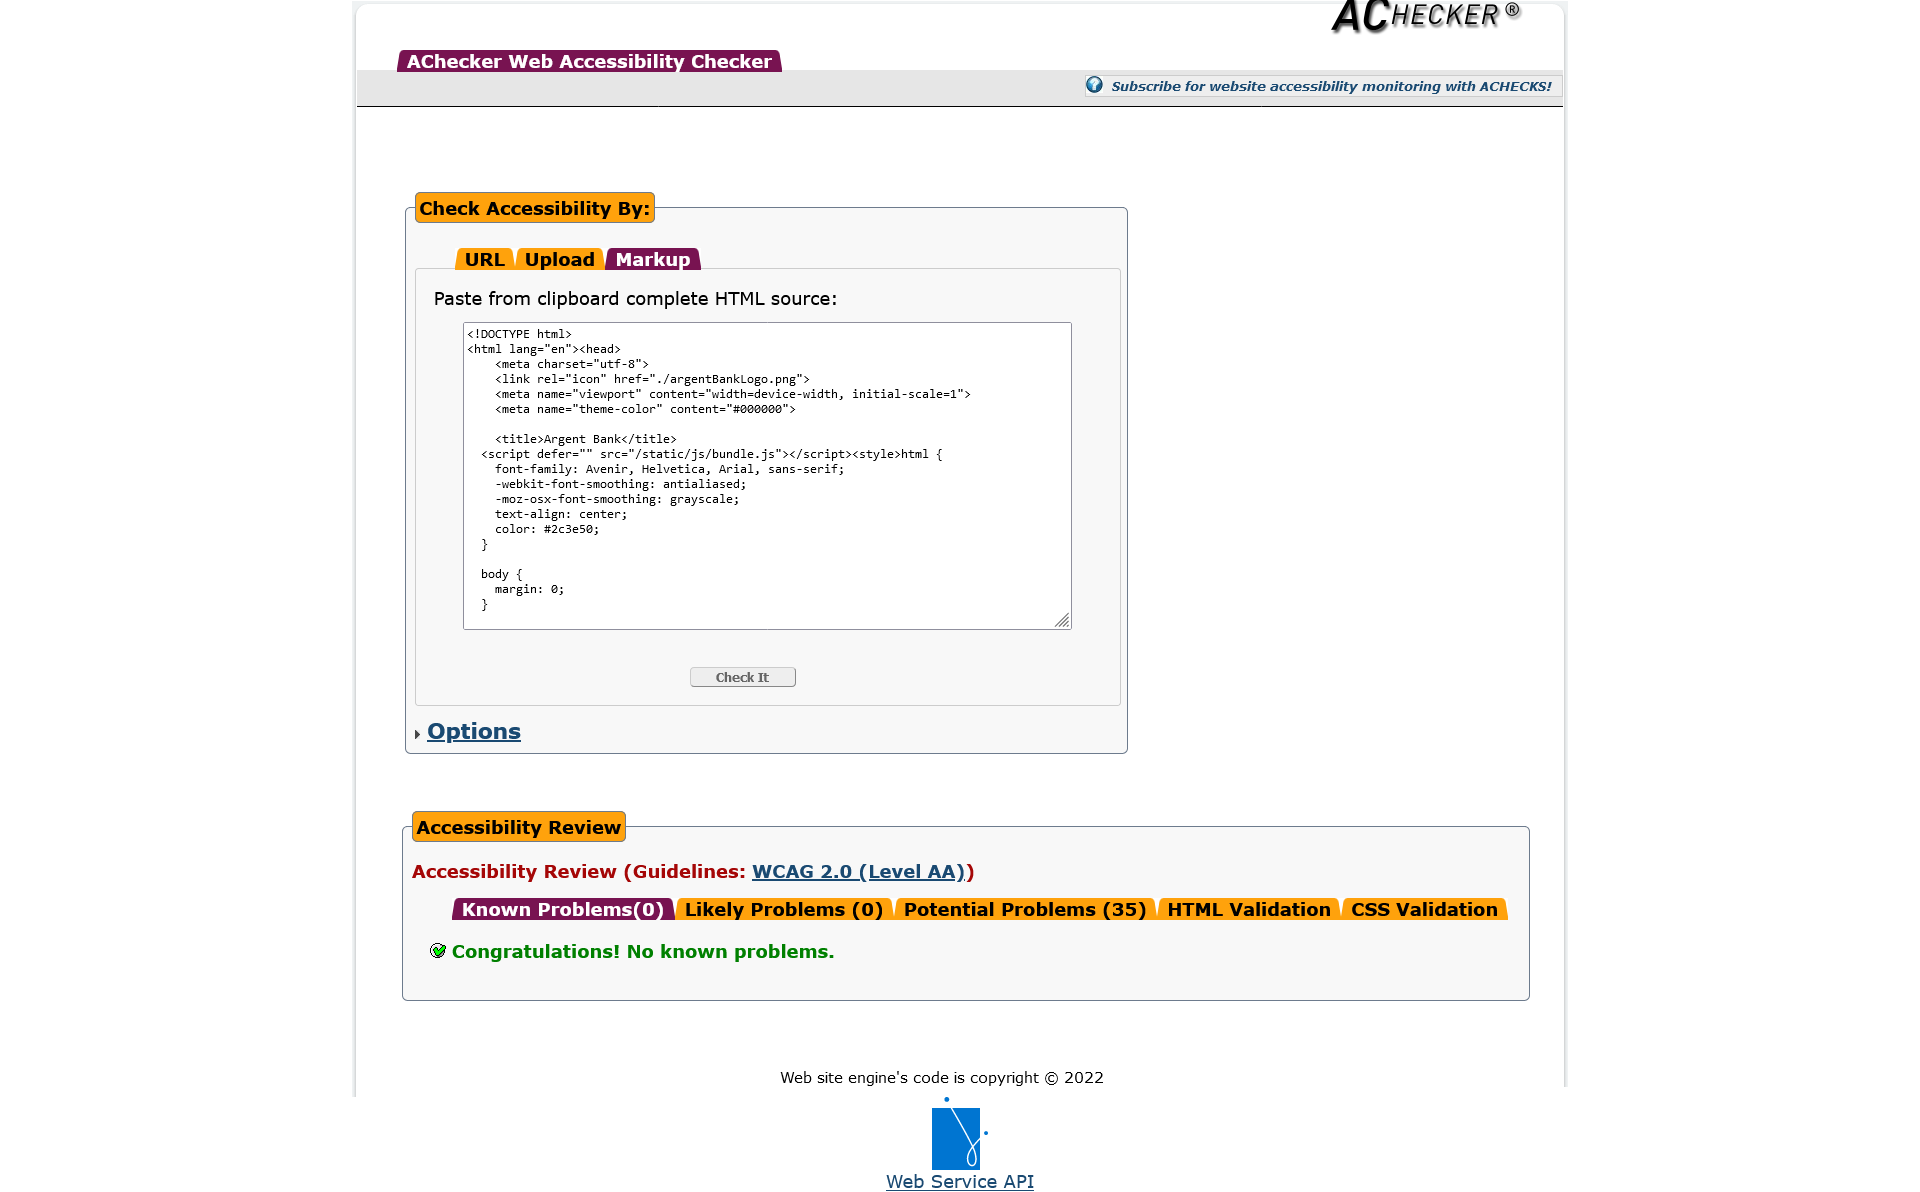 ACHECKER ®
AChecker Web Accessibility Checker
Subscribe for website accessibility monitoring with ACHECKS!
Check Accessibility By:
URL Upload Markup
Paste from clipboard complete HTML source:
<!DOCTYPE html>
<html lang="en"><head>
    <meta charset="utf-8">
    <link rel="icon" href="./argentBankLogo.png">
    <meta name="viewport" content="width=device-width, initial-scale=1">
    <meta name="theme-color" content="#000000">

    <title>Argent Bank</title>
  <script defer="" src="/static/js/bundle.js"></script><style>html {
    font-family: Avenir, Helvetica, Arial, sans-serif;
    -webkit-font-smoothing: antialiased;
    -moz-osx-font-smoothing: grayscale;
    text-align: center;
    color: #2c3e50;
  }

  body {
    margin: 0;
  }
Check It
Options
Accessibility Review
Accessibility Review (Guidelines: WCAG 2.0 (Level AA))
Known Problems(0) Likely Problems (0) Potential Problems (35) HTML Validation CSS Validation
Congratulations! No known problems.
Web site engine's code is copyright © 2022
Web Service API